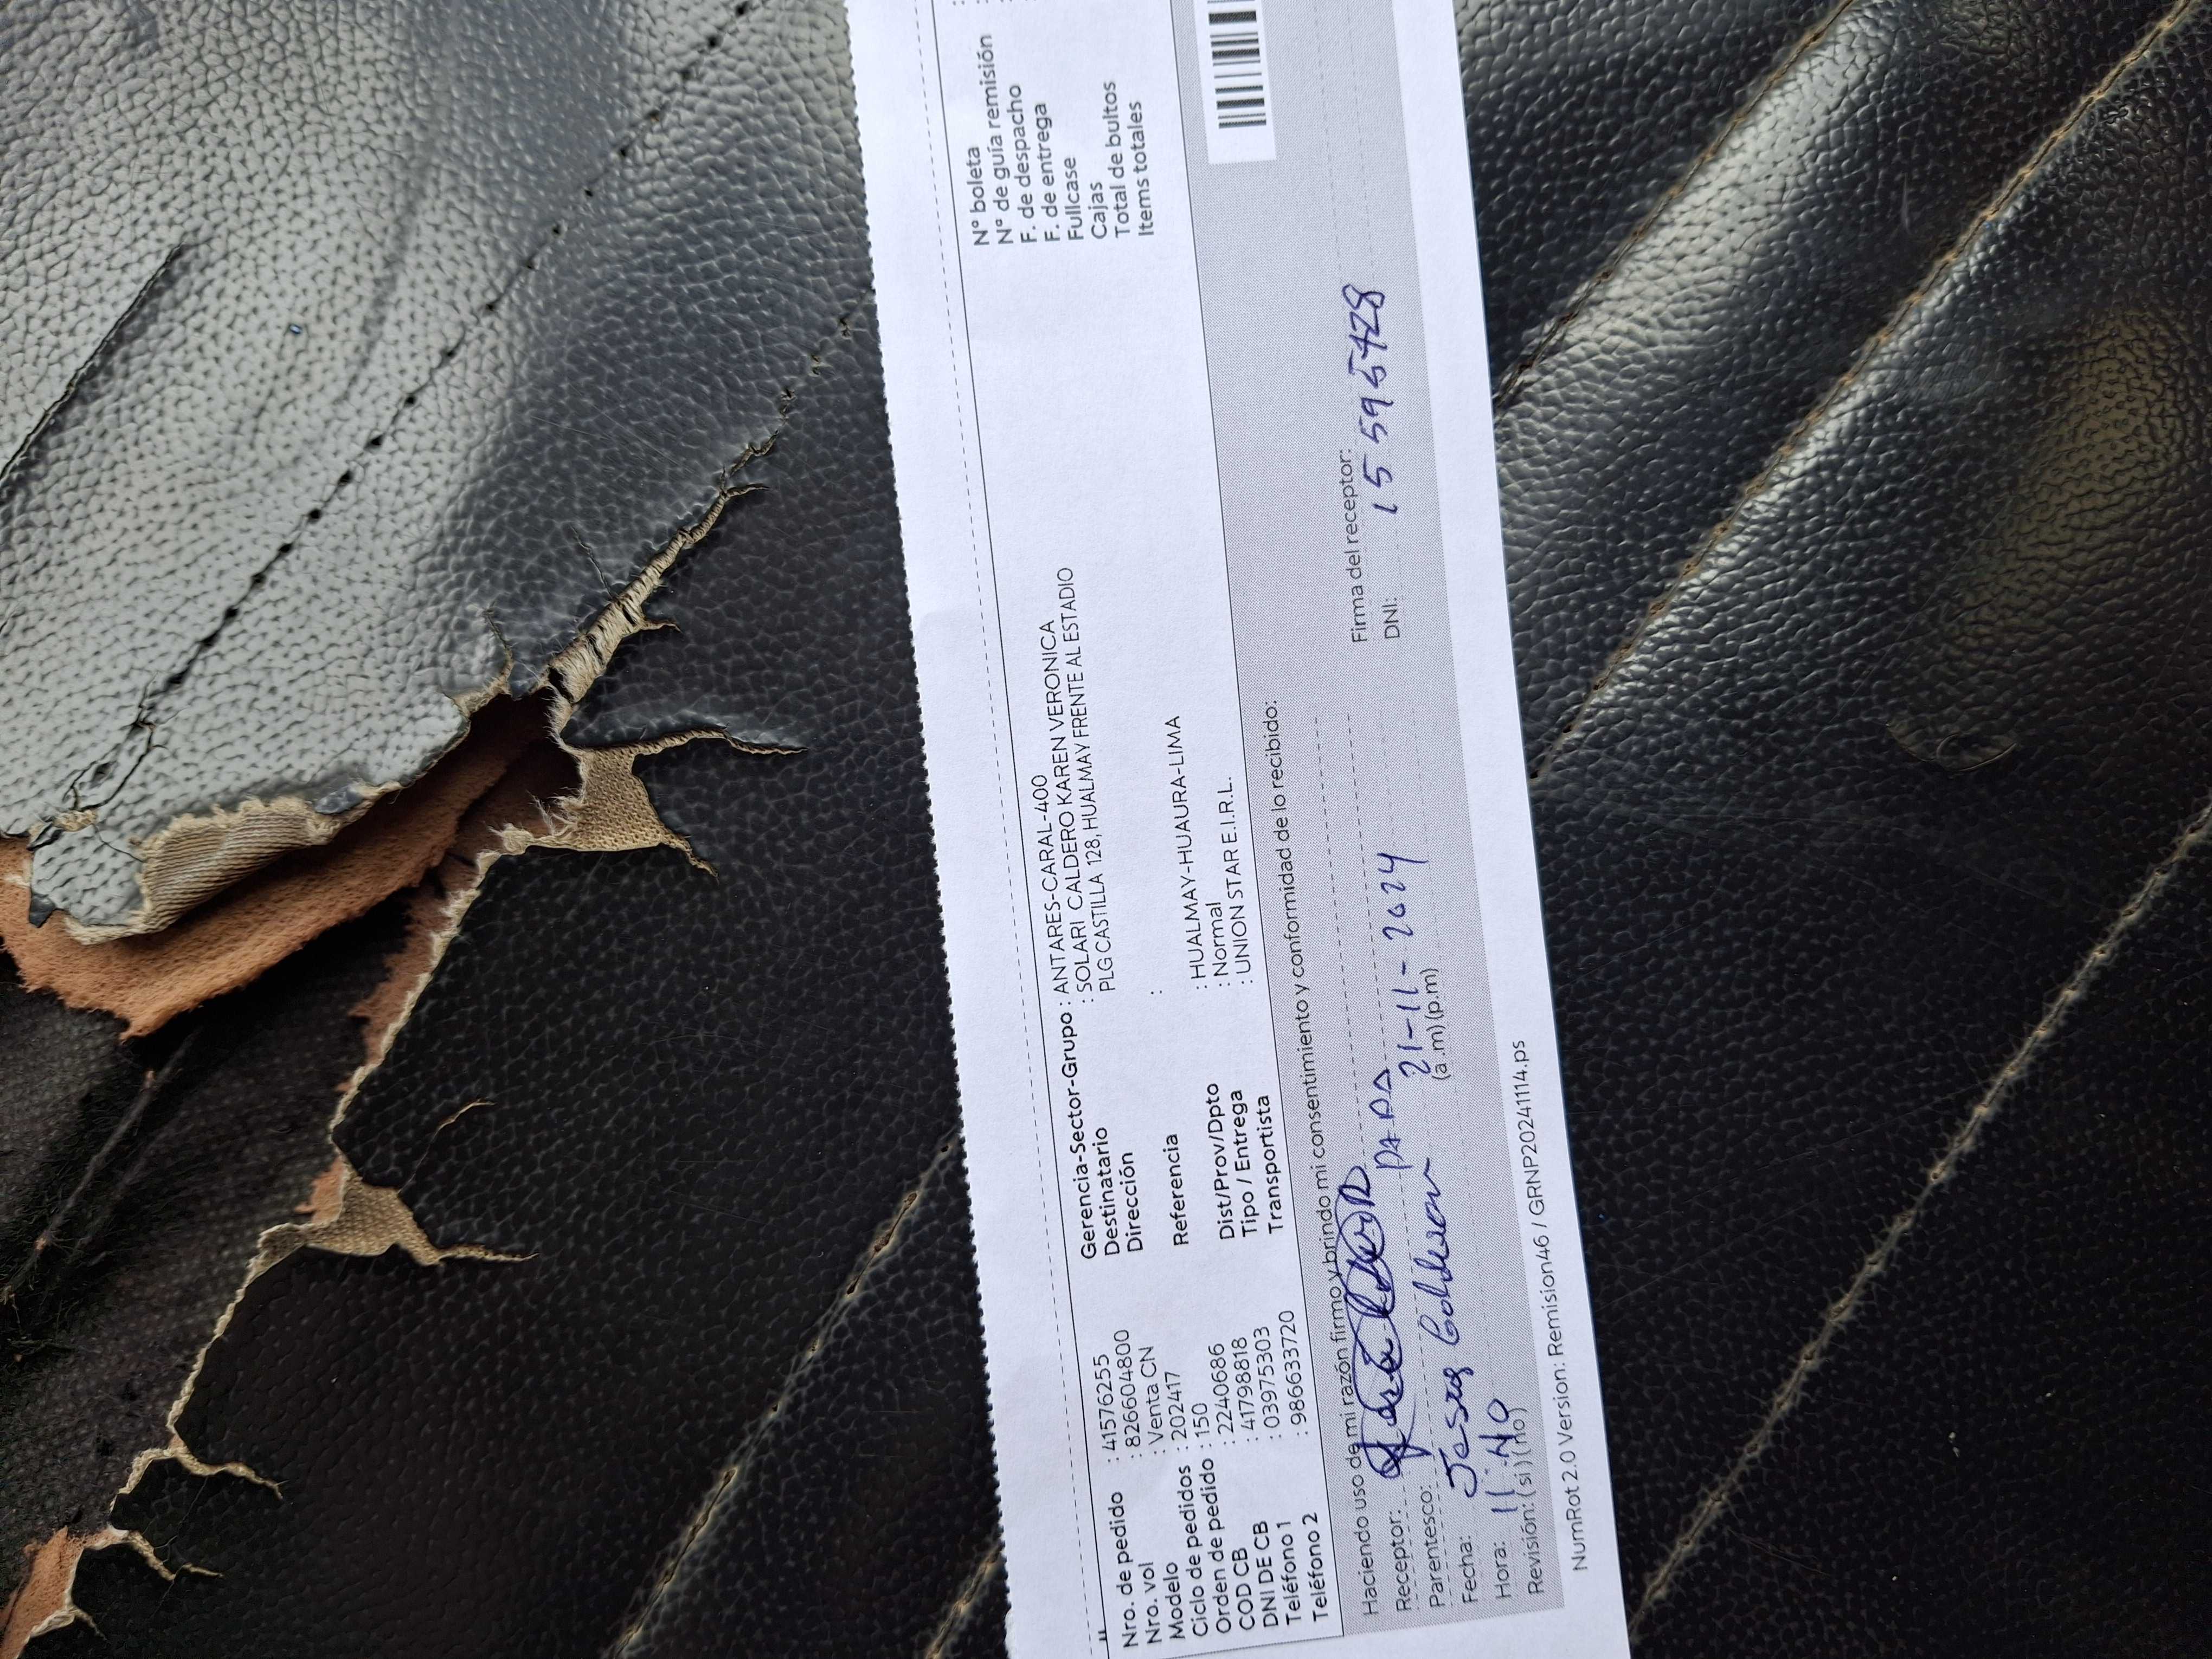 Nro. de pedido : 41576255
Nro. vol : 8266048000
Modelo : Venta CN
Ciclo de pedidos : 202417
Orden de pedido : 150
COD CB : 2240686
DNI DE CB : 41798818
Teléfono 1 : 03975303
Teléfono 2 : 986633720
Gerencia-Sector-Grupo : ANTARES-CARAL-400
Destinatario : SOLARI CALDERO KAREN VERONICA
Dirección PLG CASTILLA 128, HUALMAY FRENTE AL ESTADIO
Referencia :
Dist/Prov/Dpto : HUALMAY-HUAURA-LIMA
Tipo / Entrega : Normal
Transportista : UNION STAR E.I.R.L.
N° boleta :
N° de guía remisión :
F. de despacho :
F. de entrega
Fullcase
Cajas
Total de bultos
Items totales
Haciendo uso de mi razón firmo y brindo mi consentimiento y conformidad de lo recibido:
Receptor:
Parentesco: PAPA
Fecha: Jesus 21-11-2024
Hora: 11:40 (a.m) (p.m)
Revisión: (si) (no)
Firma del receptor:
DNI: 15595428
NumRot 2.0 Version: Remision46 / GRNP20241114.ps